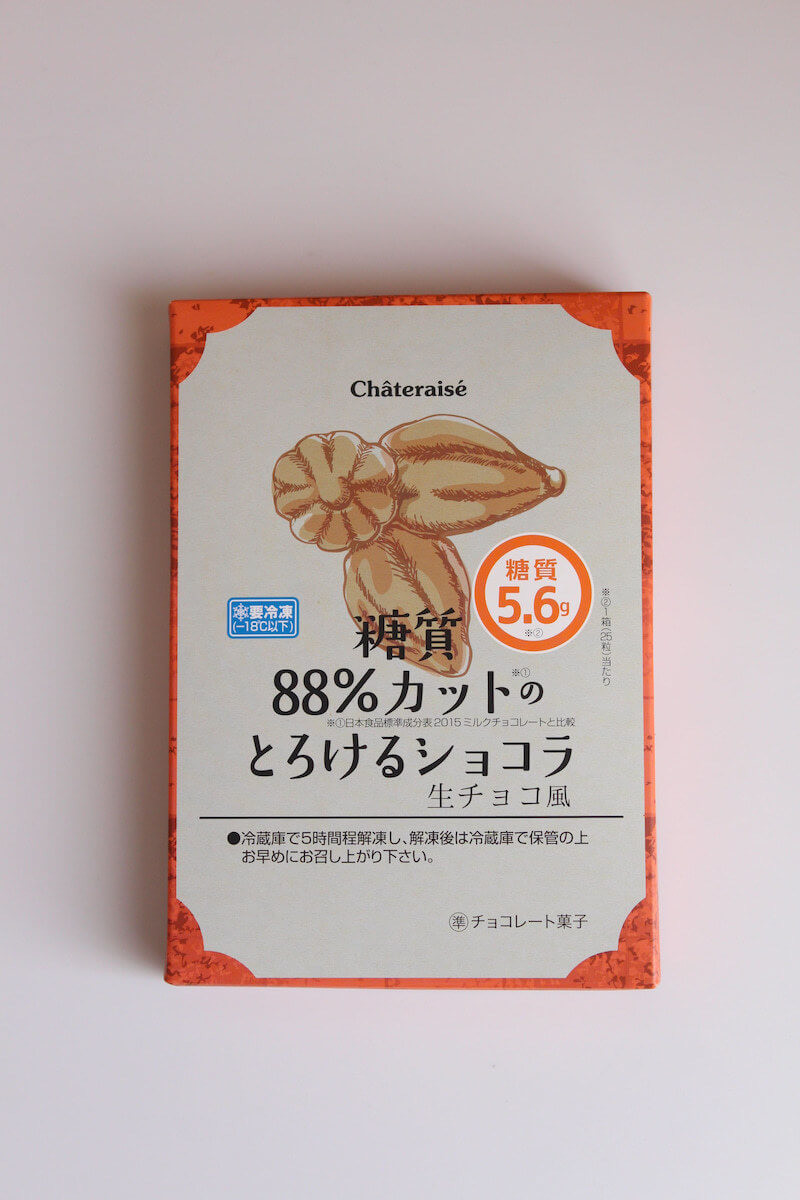 Châteraisé
糖質
5.6g
※②
※②1箱(25粒)当たり
要冷凍
(−18℃以下)
糖質
88%カット※①の
※①日本食品標準成分表2015ミルクチョコレートと比較
とろけるショコラ
生チョコ風
●冷蔵庫で5時間程解凍し、解凍後は冷蔵庫で保管の上
お早めにお召し上がり下さい。
㊜チョコレート菓子